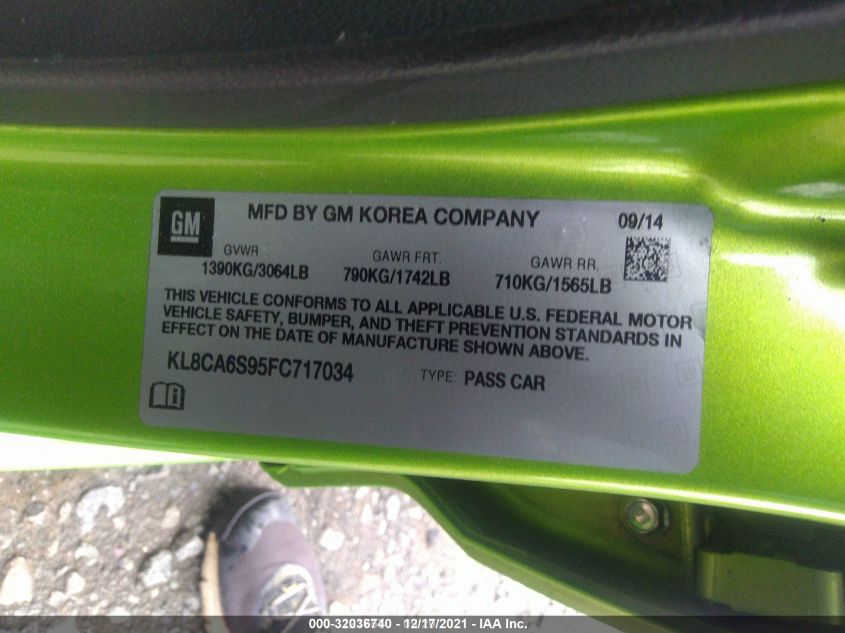 GM
MFD BY GM KOREA COMPANY 09/14
GVWR GAWR FRT. GAWR RR.
1390KG/3064LB 790KG/1742LB 710KG/1565LB
THIS VEHICLE CONFORMS TO ALL APPLICABLE U.S. FEDERAL MOTOR
VEHICLE SAFETY, BUMPER, AND THEFT PREVENTION STANDARDS IN
EFFECT ON THE DATE OF MANUFACTURE SHOWN ABOVE.
KL8CA6S95FC717034 TYPE: PASS CAR
000-32036740 - 12/17/2021 - IAA Inc.